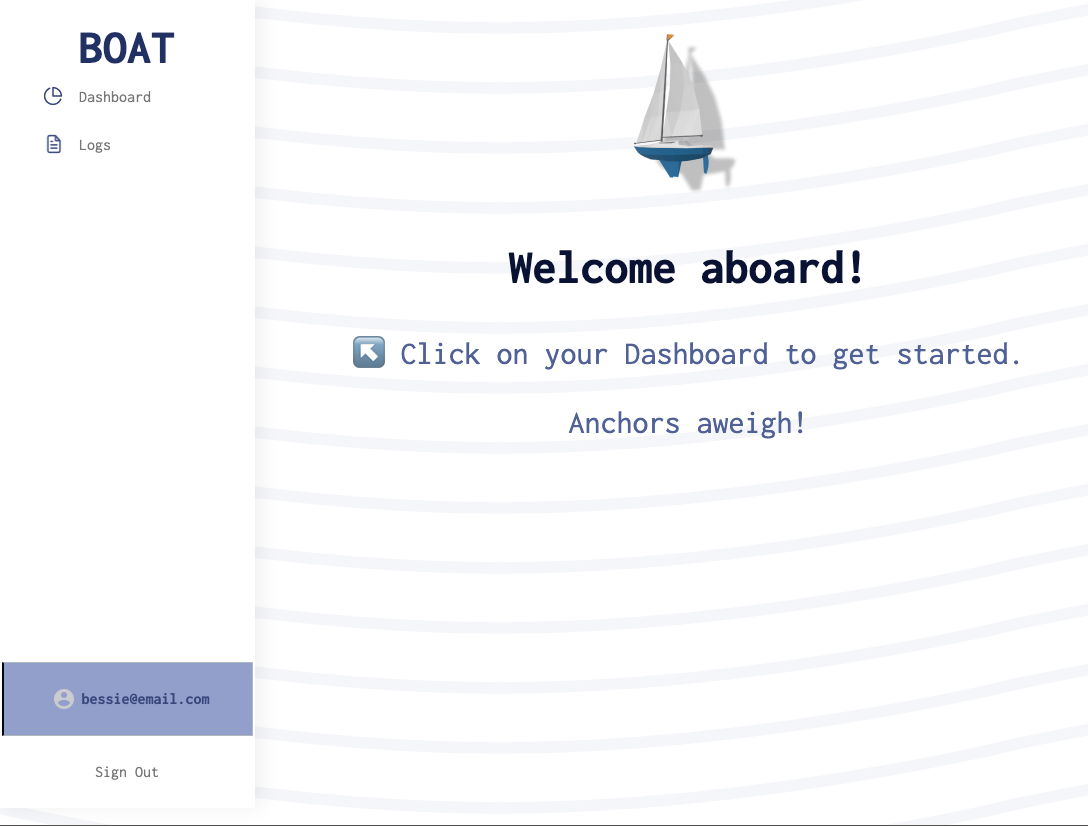 BOAT
Dashboard
Logs
bessie@email.com
Sign Out
Welcome aboard!
↖️ Click on your Dashboard to get started.
Anchors aweigh!